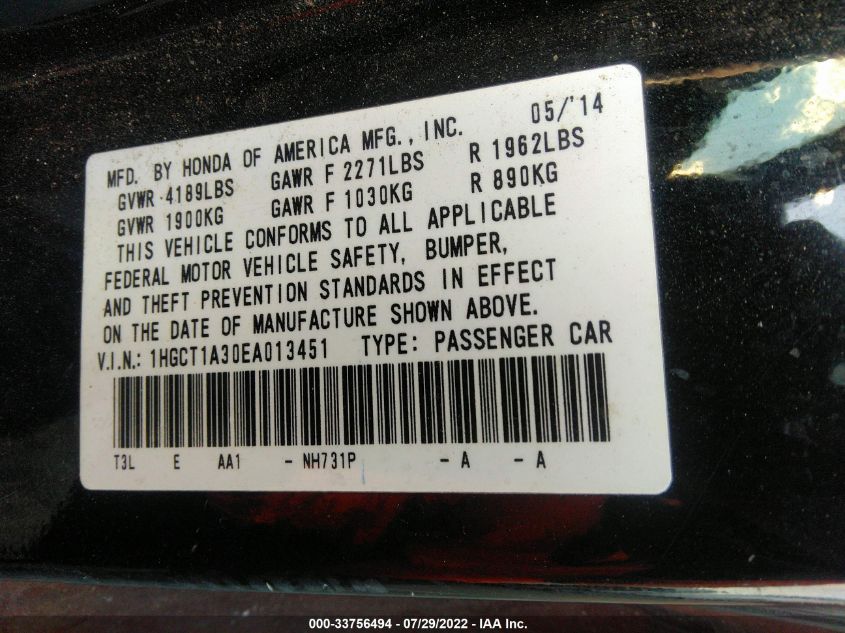 MFD. BY HONDA OF AMERICA MFG., INC. 05/'14
GVWR 4189LBS GAWR F 2271LBS R 1962LBS
GVWR 1900KG GAWR F 1030KG R 890KG
THIS VEHICLE CONFORMS TO ALL APPLICABLE
FEDERAL MOTOR VEHICLE SAFETY, BUMPER,
AND THEFT PREVENTION STANDARDS IN EFFECT
ON THE DATE OF MANUFACTURE SHOWN ABOVE.
V.I.N.: 1HGCT1A30EA013451 TYPE: PASSENGER CAR
T3L E AA1 - NH731P - A - A
000-33756494 / 07/29/2022 - IAA Inc.